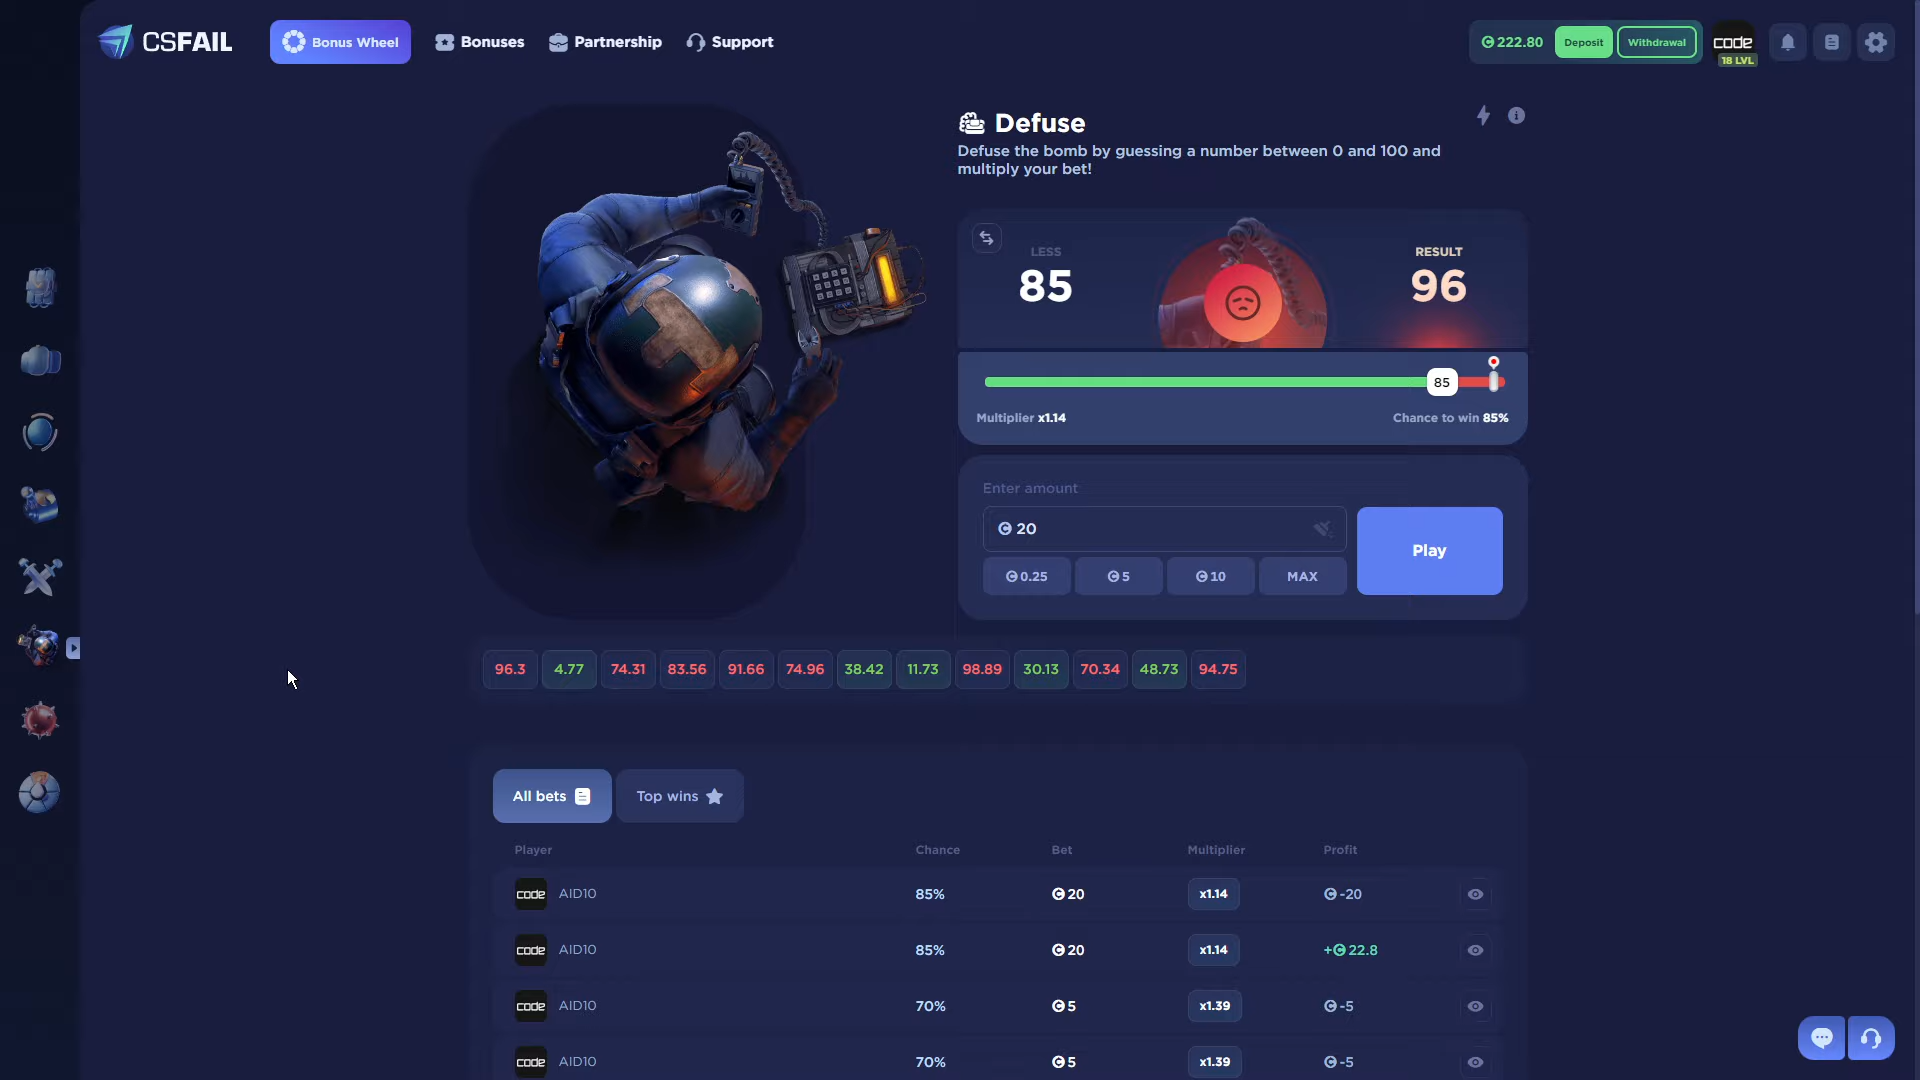 CSFAIL
Bonus Wheel
Bonuses
Partnership
Support
222.80
Deposit
Withdrawal
code
18 LVL
Defuse
Defuse the bomb by guessing a number between 0 and 100 and
multiply your bet!
LESS
85
RESULT
96
85
Multiplier x1.14
Chance to win 85%
Enter amount
20
0.25
5
10
MAX
Play
96.3
4.77
74.31
83.56
91.66
74.96
38.42
11.73
98.89
30.13
70.34
48.73
94.75
All bets
Top wins
Player Chance Bet Multiplier Profit
code AID10 85% 20 x1.14 -20
code AID10 85% 20 x1.14 +22.8
code AID10 70% 5 x1.39 -5
code AID10 70% 5 x1.39 -5